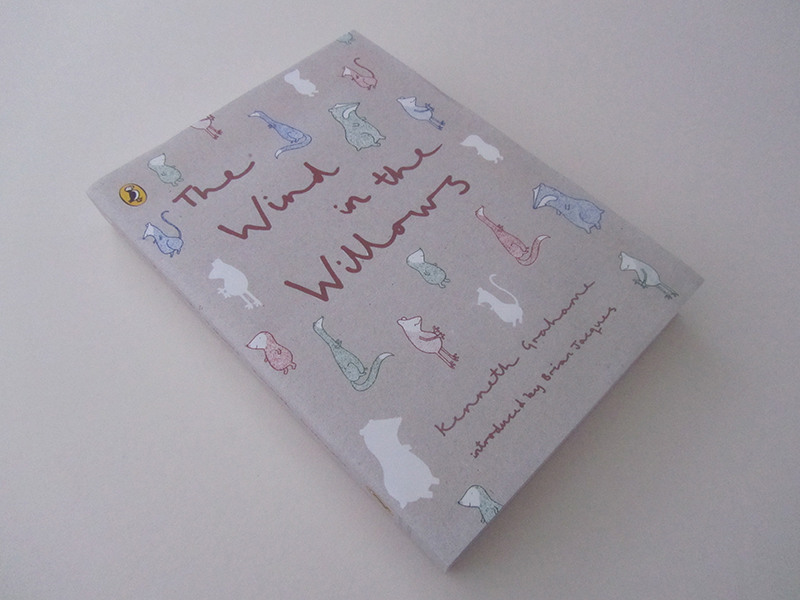 The
Wind
in the
Willows
Kenneth Grahame
introduced by Brian Jacques